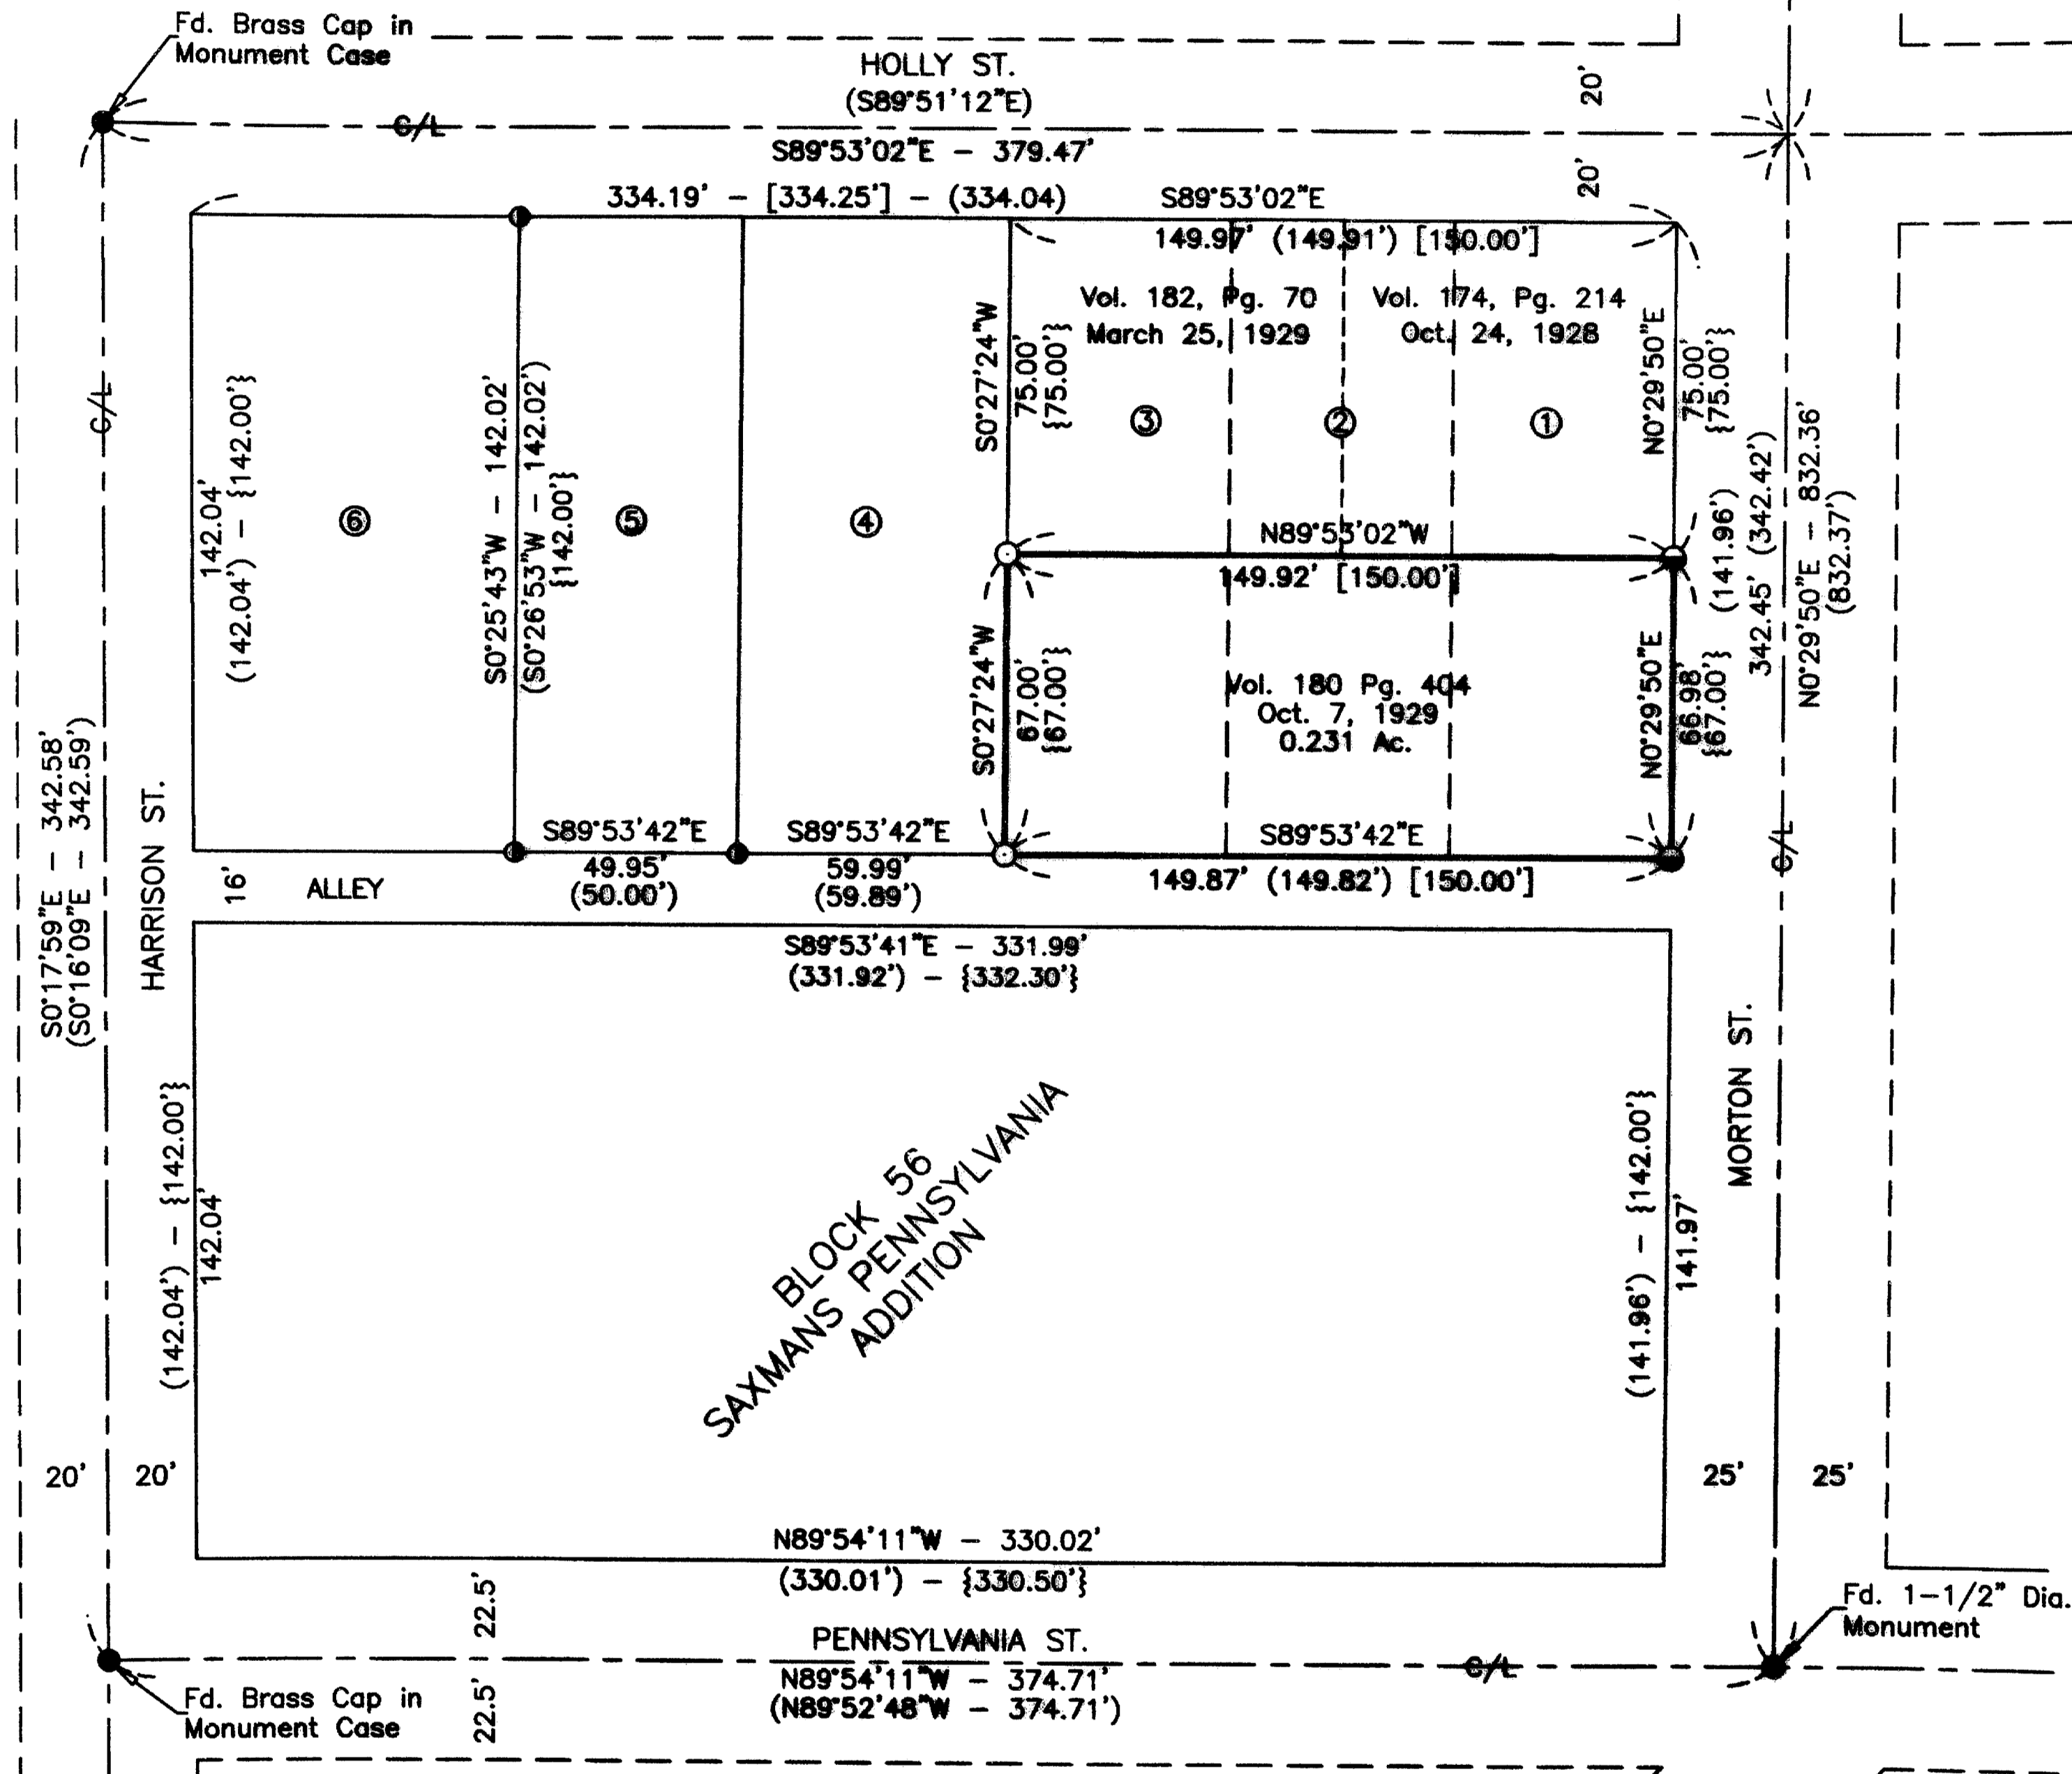 Fd. Brass Cap in
Monument Case
HOLLY ST.
(S89°51'12"E)
C/L
S89°53'02"E - 379.47'
20'
20'
334.19' - [334.25'] - (334.04)
S89°53'02"E
149.97' (149.91') [150.00']
Vol. 182, Pg. 70
March 25, 1929
Vol. 174, Pg. 214
Oct. 24, 1928
S0°27'24"W
75.00'
{75.00'}
N0°29'50"E
75.00'
{75.00'}
③
②
①
C/L
142.04'
(142.04') - {142.00'}
S0°25'43"W - 142.02'
(S0°26'53"W - 142.02')
{142.00'}
⑥
⑤
④
N89°53'02"W
149.92' [150.00']
(141.96')
342.45' (342.42')
N0°29'50"E - 832.36'
(832.37')
S0°27'24"W
67.00'
{67.00'}
Vol. 180 Pg. 404
Oct. 7, 1929
0.231 Ac.
N0°29'50"E
66.98'
{67.00'}
S0°17'59"E - 342.58'
(S0°16'09"E - 342.59')
HARRISON ST.
S89°53'42"E
49.95'
(50.00')
S89°53'42"E
59.99'
(59.89')
S89°53'42"E
149.87' (149.82') [150.00']
C/L
16'
ALLEY
S89°53'41"E - 331.99'
(331.92') - {332.30'}
(142.04') - {142.00'}
142.04'
BLOCK 56
SAXMANS PENNSYLVANIA
ADDITION
(141.96') - {142.00'}
141.97'
MORTON ST.
20'
20'
25'
25'
N89°54'11"W - 330.02'
(330.01') - {330.50'}
22.5'
22.5'
PENNSYLVANIA ST.
C/L
N89°54'11"W - 374.71'
(N89°52'48"W - 374.71')
Fd. 1-1/2" Dia.
Monument
Fd. Brass Cap in
Monument Case